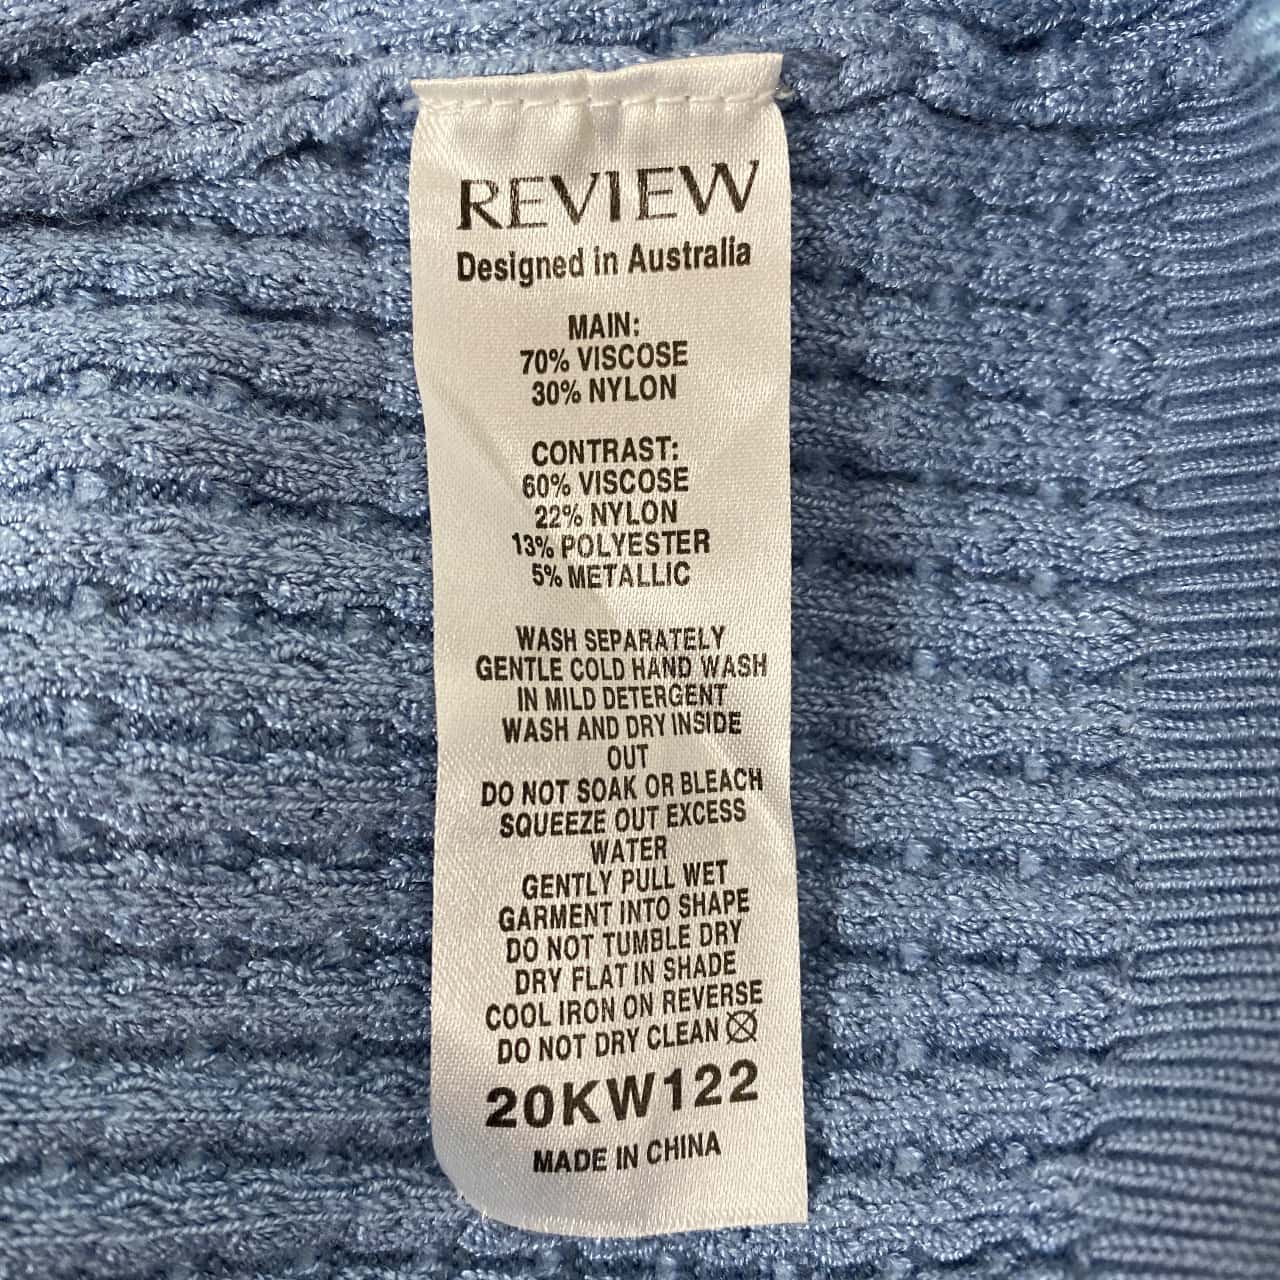 REVIEW
Designed in Australia
MAIN:
70% VISCOSE
30% NYLON
CONTRAST:
60% VISCOSE
22% NYLON
13% POLYESTER
5% METALLIC
WASH SEPARATELY
GENTLE COLD HAND WASH
IN MILD DETERGENT
WASH AND DRY INSIDE
OUT
DO NOT SOAK OR BLEACH
SQUEEZE OUT EXCESS
WATER
GENTLY PULL WET
GARMENT INTO SHAPE
DO NOT TUMBLE DRY
DRY FLAT IN SHADE
COOL IRON ON REVERSE
DO NOT DRY CLEAN
20KW122
MADE IN CHINA